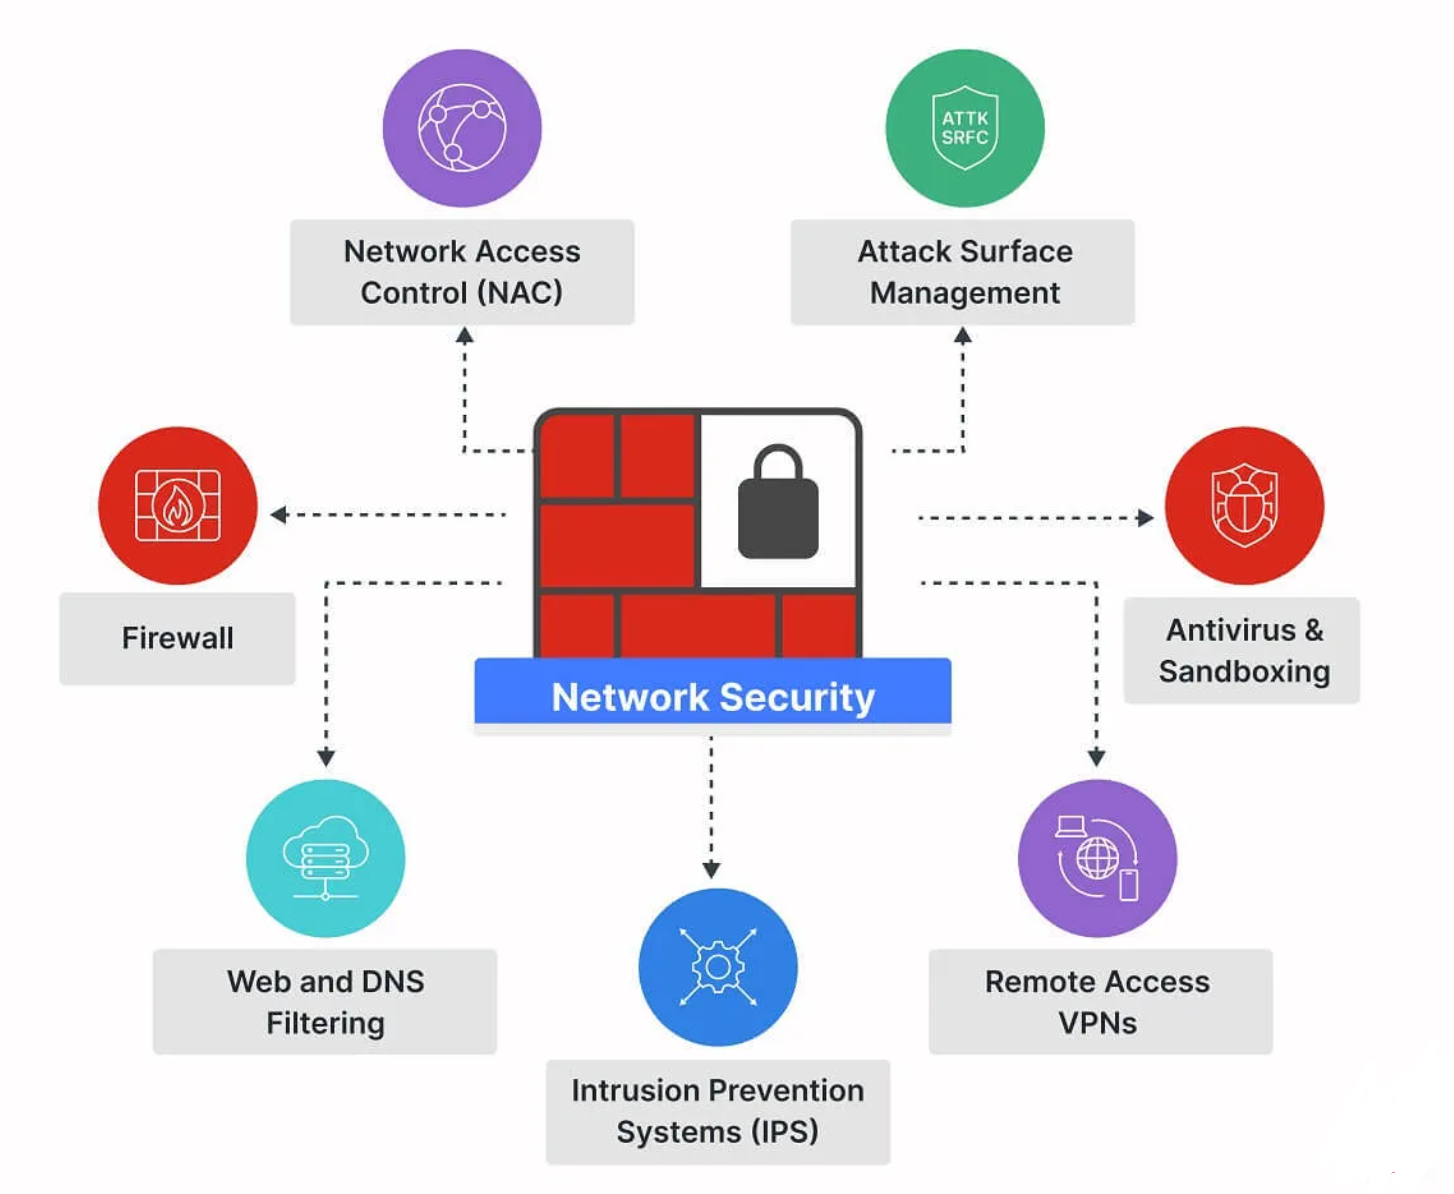 ATTK
SRFC
Network Access
Control (NAC)
Attack Surface
Management
Firewall
Antivirus &
Sandboxing
Network Security
Web and DNS
Filtering
Remote Access
VPNs
Intrusion Prevention
Systems (IPS)